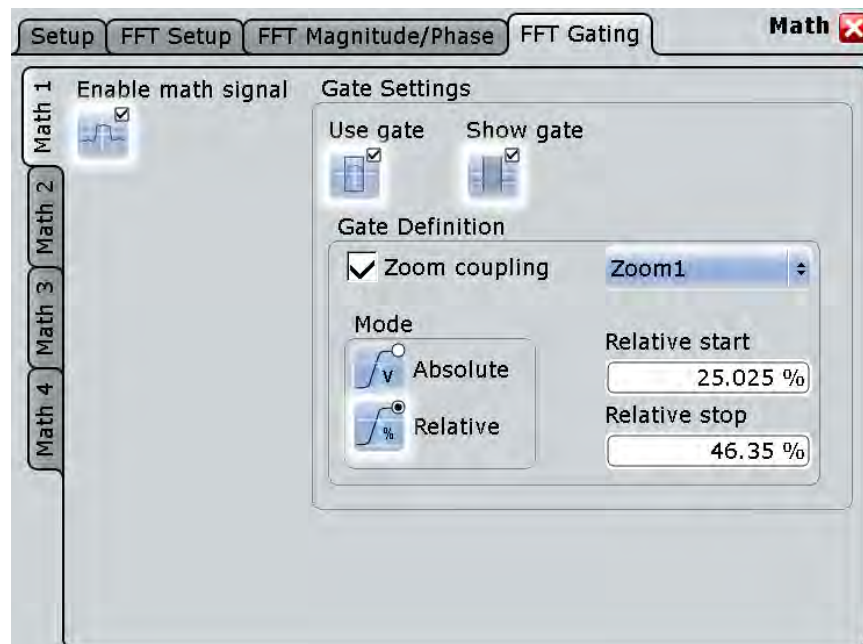 Setup FFT Setup FFT Magnitude/Phase FFT Gating Math
Math 1
Math 2
Math 3
Math 4
Enable math signal
Gate Settings
Use gate Show gate
Gate Definition
Zoom coupling Zoom1
Mode
V Absolute
% Relative
Relative start
25.025 %
Relative stop
46.35 %